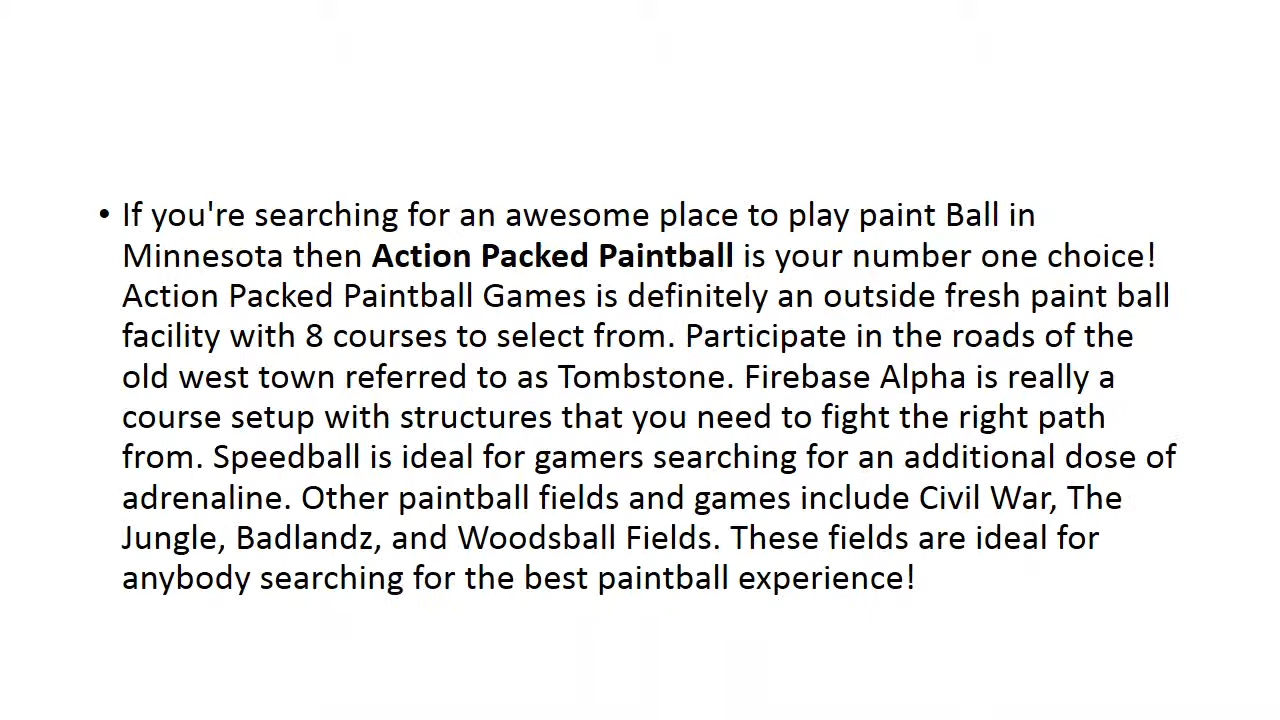 • If you're searching for an awesome place to play paint Ball in
Minnesota then Action Packed Paintball is your number one choice!
Action Packed Paintball Games is definitely an outside fresh paint ball
facility with 8 courses to select from. Participate in the roads of the
old west town referred to as Tombstone. Firebase Alpha is really a
course setup with structures that you need to fight the right path
from. Speedball is ideal for gamers searching for an additional dose of
adrenaline. Other paintball fields and games include Civil War, The
Jungle, Badlandz, and Woodsball Fields. These fields are ideal for
anybody searching for the best paintball experience!